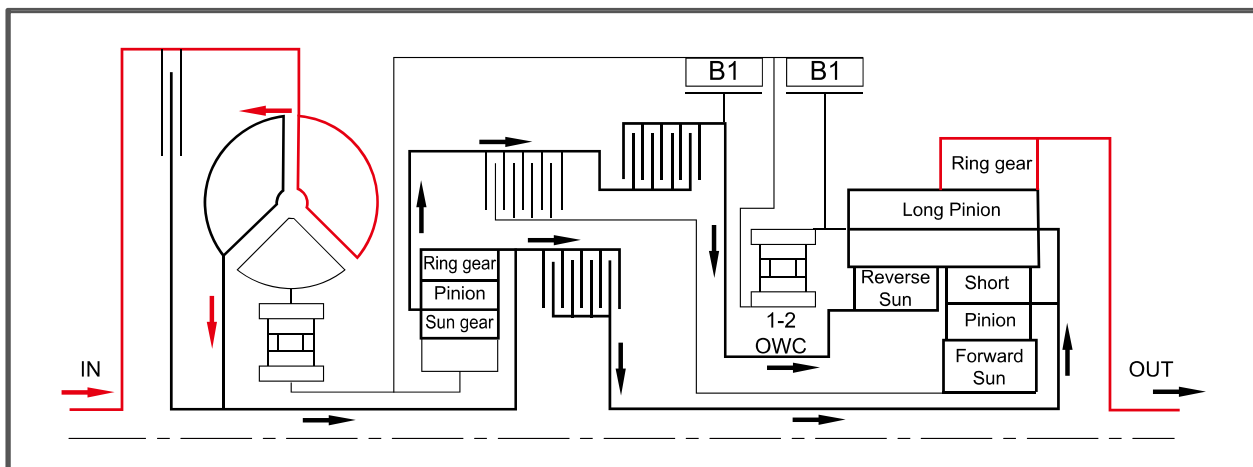 B1
B1
Ring gear
Long Pinion
Ring gear
Pinion
Sun gear
Reverse
Sun
Short
Pinion
Forward
Sun
1-2
OWC
IN
OUT